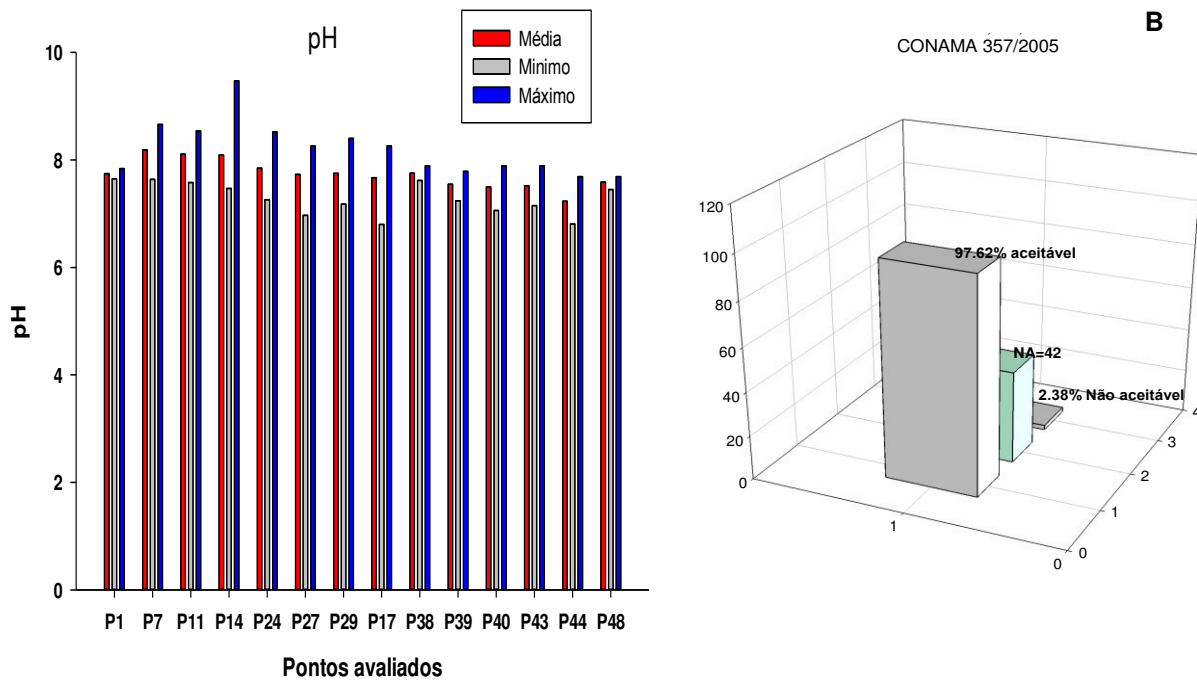 pH
Média
Minimo
Máximo
10
8
6
4
2
0
pH
P1 P7 P11 P14 P24 P27 P29 P17 P38 P39 P40 P43 P44 P48
Pontos avaliados
B
CONAMA 357/2005
120
100
80
60
40
20
0
97.62% aceitável
NA=42
2.38% Não aceitável
4
3
2
1
0
1
0